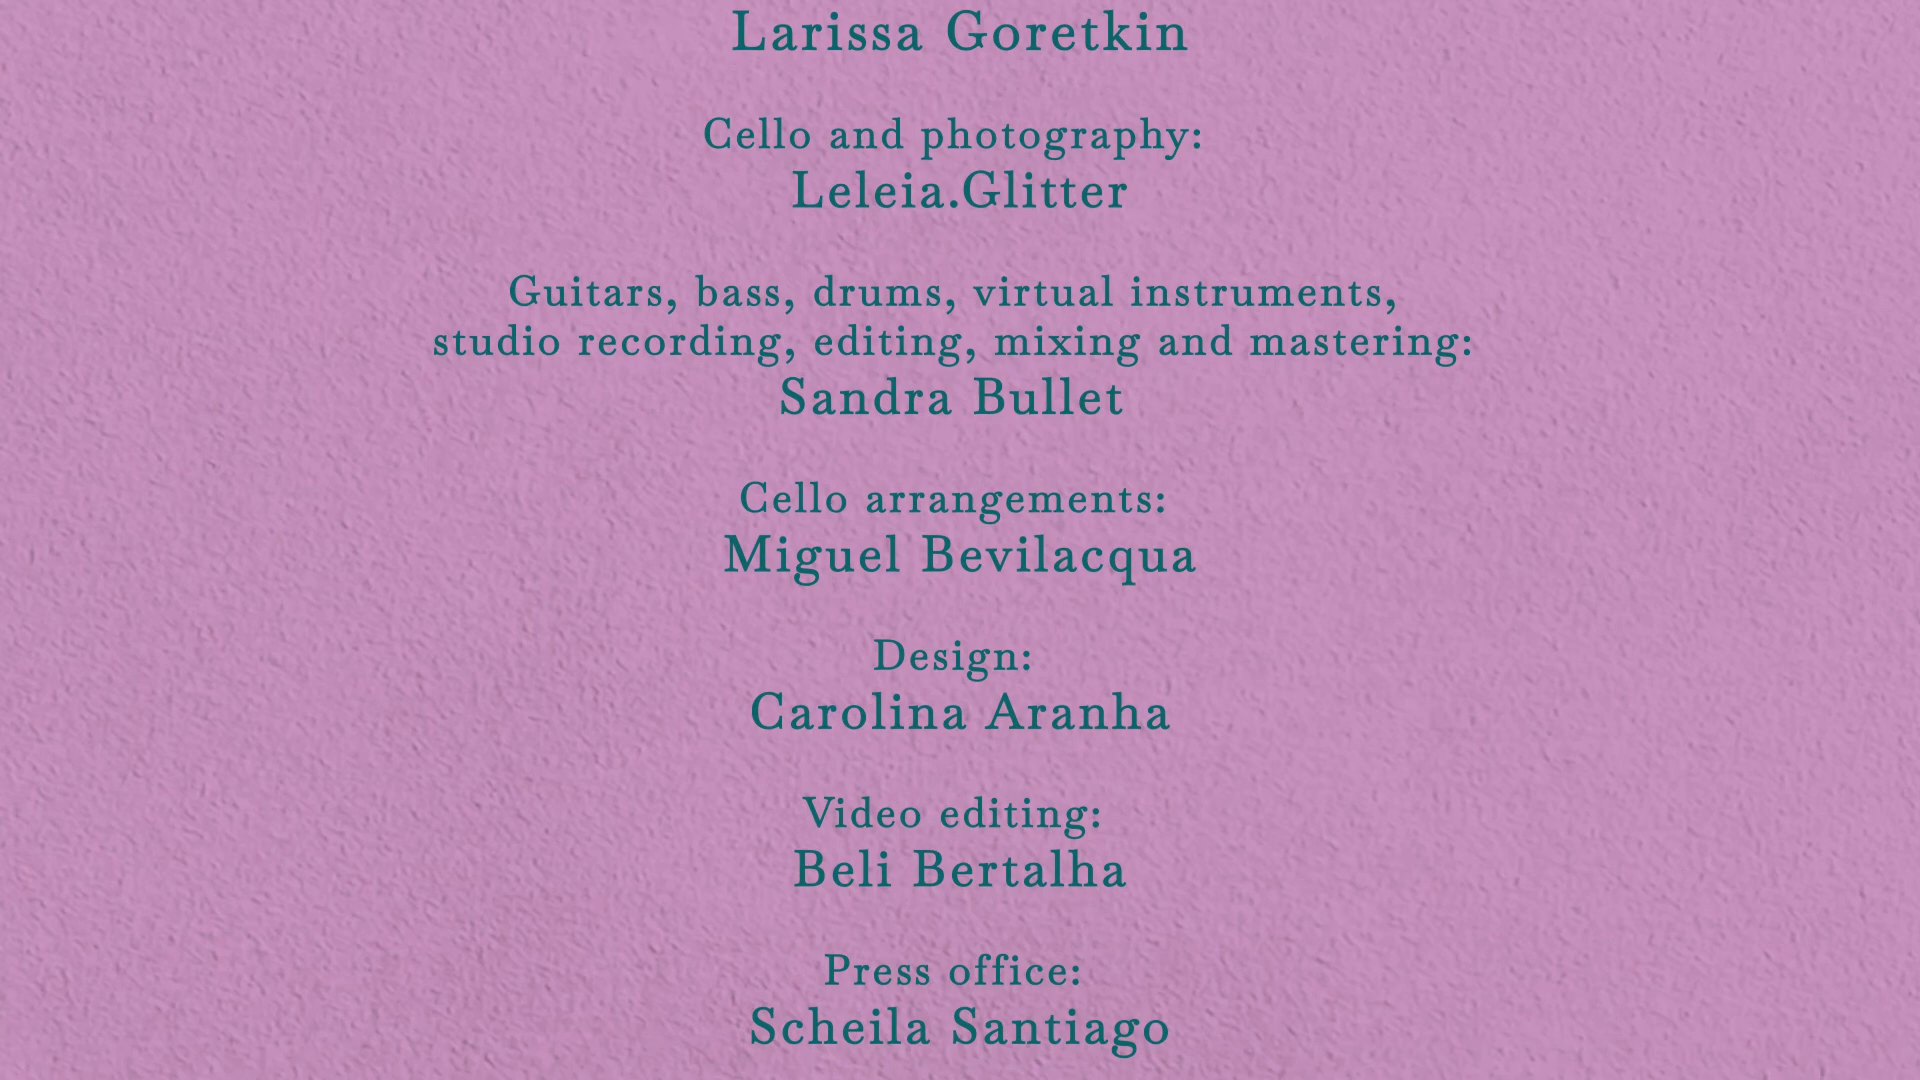 Larissa Goretkin
Cello and photography:
Leleia.Glitter
Guitars, bass, drums, virtual instruments,
studio recording, editing, mixing and mastering:
Sandra Bullet
Cello arrangements:
Miguel Bevilacqua
Design:
Carolina Aranha
Video editing:
Beli Bertalha
Press office:
Scheila Santiago